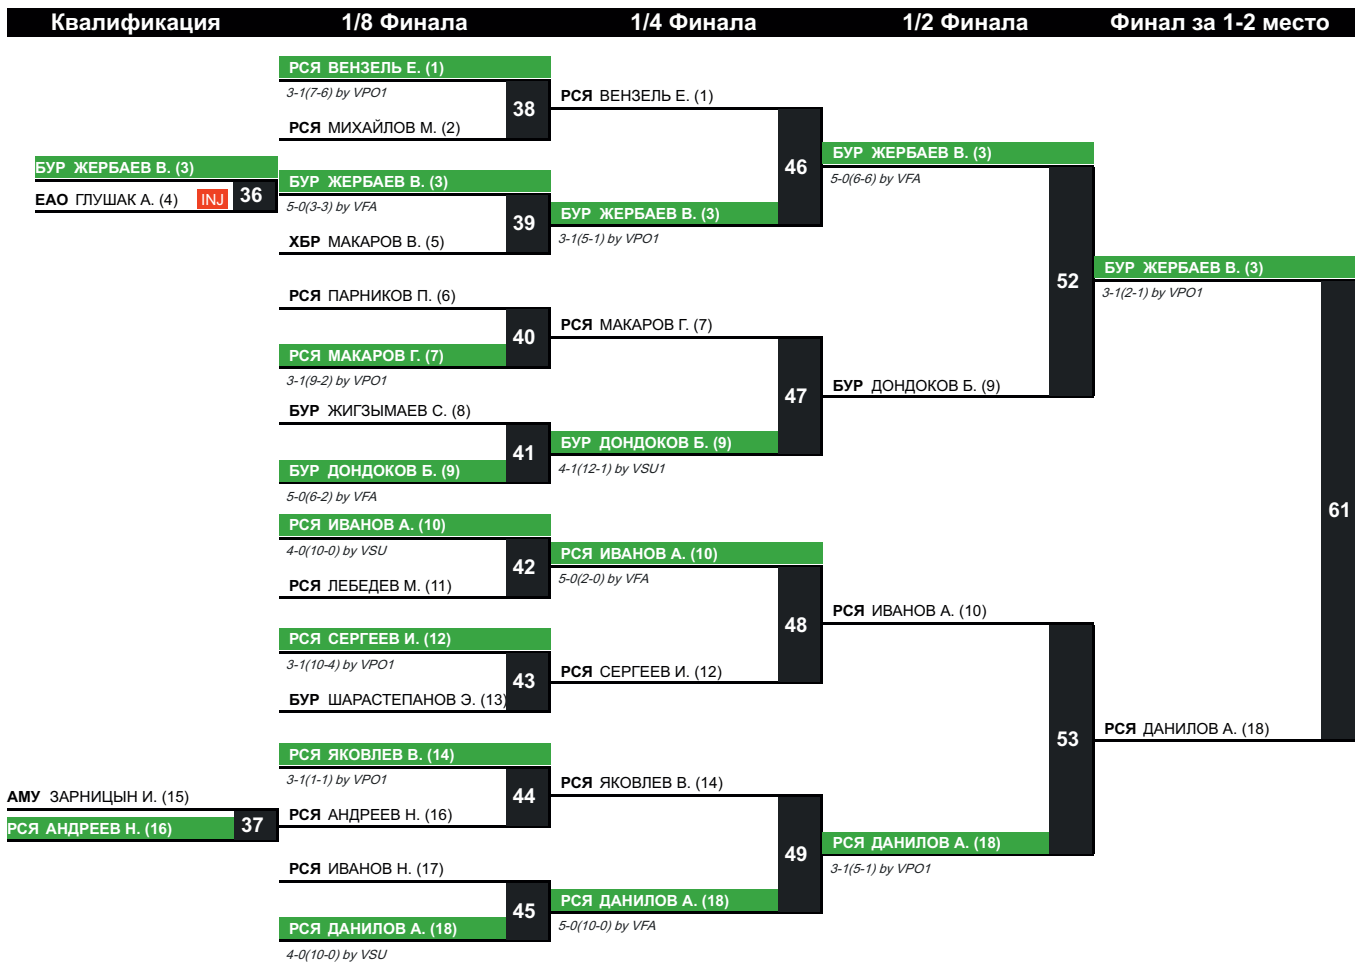 Квалификация
1/8 Финала
1/4 Финала
1/2 Финала
Финал за 1-2 место
БУР ЖЕРБАЕВ В. (3)
ЕАО ГЛУШАК А. (4) INJ
36
АМУ ЗАРНИЦЫН И. (15)
РСЯ АНДРЕЕВ Н. (16)
37
РСЯ ВЕНЗЕЛЬ Е. (1)
3-1(7-6) by VPO1
38
РСЯ МИХАЙЛОВ М. (2)
БУР ЖЕРБАЕВ В. (3)
5-0(3-3) by VFA
39
ХБР МАКАРОВ В. (5)
РСЯ ПАРНИКОВ П. (6)
40
РСЯ МАКАРОВ Г. (7)
3-1(9-2) by VPO1
БУР ЖИГЗЫМАЕВ С. (8)
41
БУР ДОНДОКОВ Б. (9)
5-0(6-2) by VFA
РСЯ ИВАНОВ А. (10)
4-0(10-0) by VSU
42
РСЯ ЛЕБЕДЕВ М. (11)
РСЯ СЕРГЕЕВ И. (12)
3-1(10-4) by VPO1
43
БУР ШАРАСТЕПАНОВ Э. (13)
РСЯ ЯКОВЛЕВ В. (14)
3-1(1-1) by VPO1
44
РСЯ АНДРЕЕВ Н. (16)
РСЯ ИВАНОВ Н. (17)
45
РСЯ ДАНИЛОВ А. (18)
4-0(10-0) by VSU
РСЯ ВЕНЗЕЛЬ Е. (1)
46
БУР ЖЕРБАЕВ В. (3)
3-1(5-1) by VPO1
РСЯ МАКАРОВ Г. (7)
47
БУР ДОНДОКОВ Б. (9)
4-1(12-1) by VSU1
РСЯ ИВАНОВ А. (10)
5-0(2-0) by VFA
48
РСЯ СЕРГЕЕВ И. (12)
РСЯ ЯКОВЛЕВ В. (14)
49
РСЯ ДАНИЛОВ А. (18)
5-0(10-0) by VFA
БУР ЖЕРБАЕВ В. (3)
5-0(6-6) by VFA
52
БУР ДОНДОКОВ Б. (9)
РСЯ ИВАНОВ А. (10)
53
РСЯ ДАНИЛОВ А. (18)
3-1(5-1) by VPO1
БУР ЖЕРБАЕВ В. (3)
3-1(2-1) by VPO1
61
РСЯ ДАНИЛОВ А. (18)